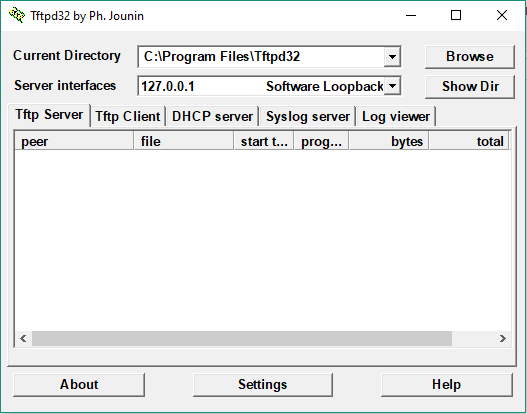 Tftpd32 by Ph. Jounin
Current Directory C:\Program Files\Tftpd32 Browse
Server interfaces 127.0.0.1 Software Loopback Show Dir
Tftp Server Tftp Client DHCP server Syslog server Log viewer
peer file start t... prog... bytes total
About Settings Help